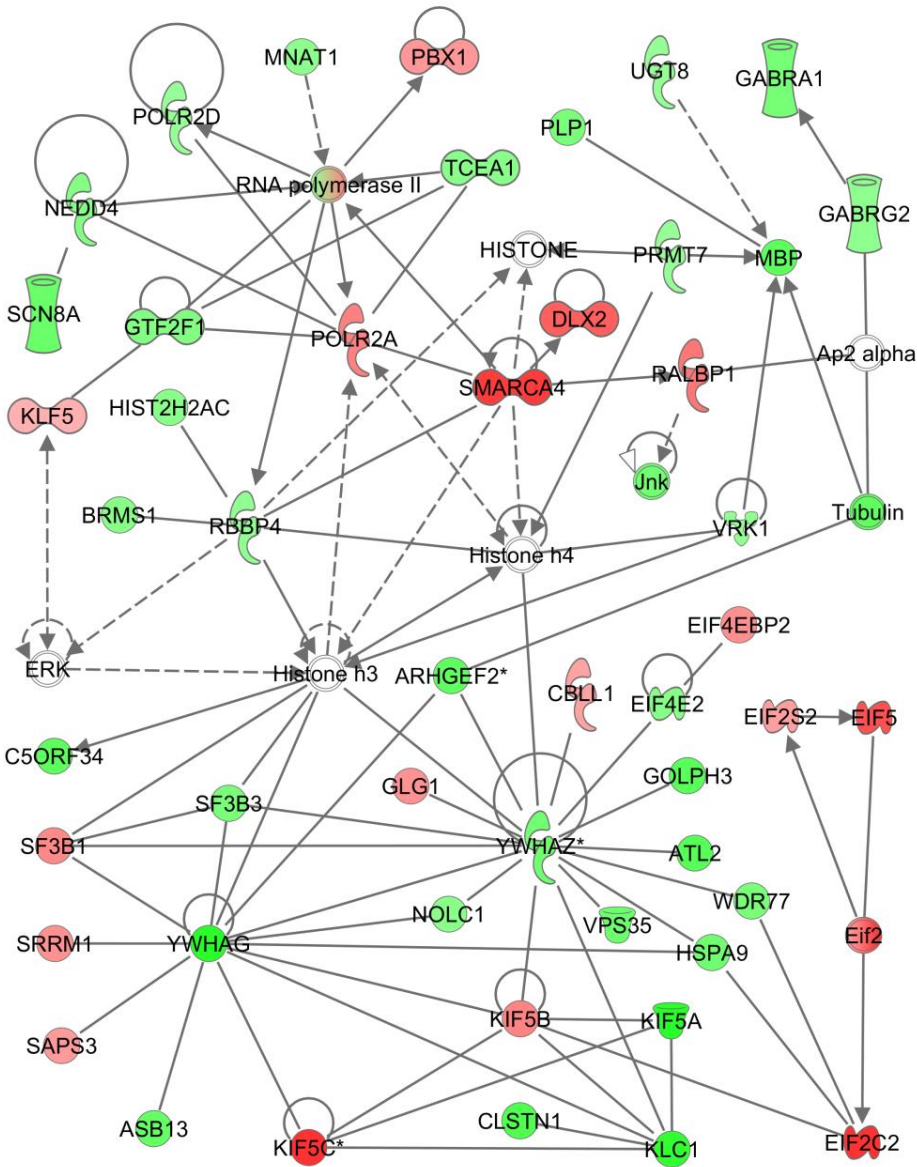 MNAT1
PBX1
UGT8
GABRA1
POLR2D
PLP1
TCEA1
RNA polymerase II
NEDD4
GABRG2
HISTONE
PRMT7
MBP
SCN8A
GTF2F1
DLX2
POLR2A
Ap2 alpha
SMARCA4
RALBP1
KLF5
HIST2H2AC
Jnk
BRMS1
RBBP4
VRK1
Tubulin
Histone h4
EIF4EBP2
ERK
Histone h3
ARHGEF2*
CBLL1
EIF4E2
EIF2S2
EIF5
C5ORF34
GOLPH3
SF3B3
GLG1
SF3B1
YWHAZ*
ATL2
WDR77
NOLC1
VPS35
SRRM1
YWHAG
HSPA9
Eif2
KIF5B
KIF5A
SAPS3
CLSTN1
ASB13
KIF5C*
KLC1
EIF2C2